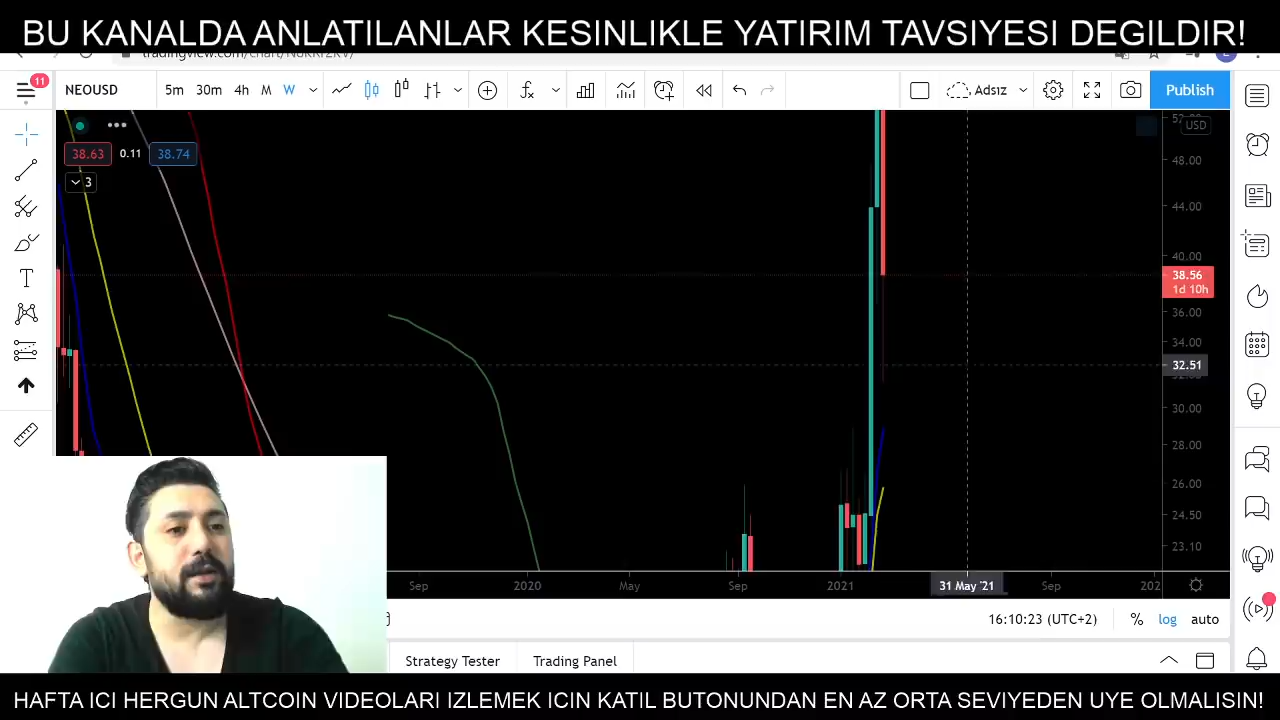 BU KANALDA ANLATILANLAR KESINLIKLE YATIRIM TAVSIYESI DEGILDIR!
11
NEOUSD 5m 30m 4h M W Adsız Publish
USD
38.63 0.11 38.74
3
48.00
44.00
40.00
38.56
1d 10h
36.00
34.00
32.51
30.00
28.00
26.00
24.50
23.10
Sep 2020 May Sep 2021 31 May '21 Sep 202
16:10:23 (UTC+2) % log auto
Strategy Tester Trading Panel
HAFTA ICI HERGUN ALTCOIN VIDEOLARI IZLEMEK ICIN KATIL BUTONUNDAN EN AZ ORTA SEVIYEDEN UYE OLMALISIN!